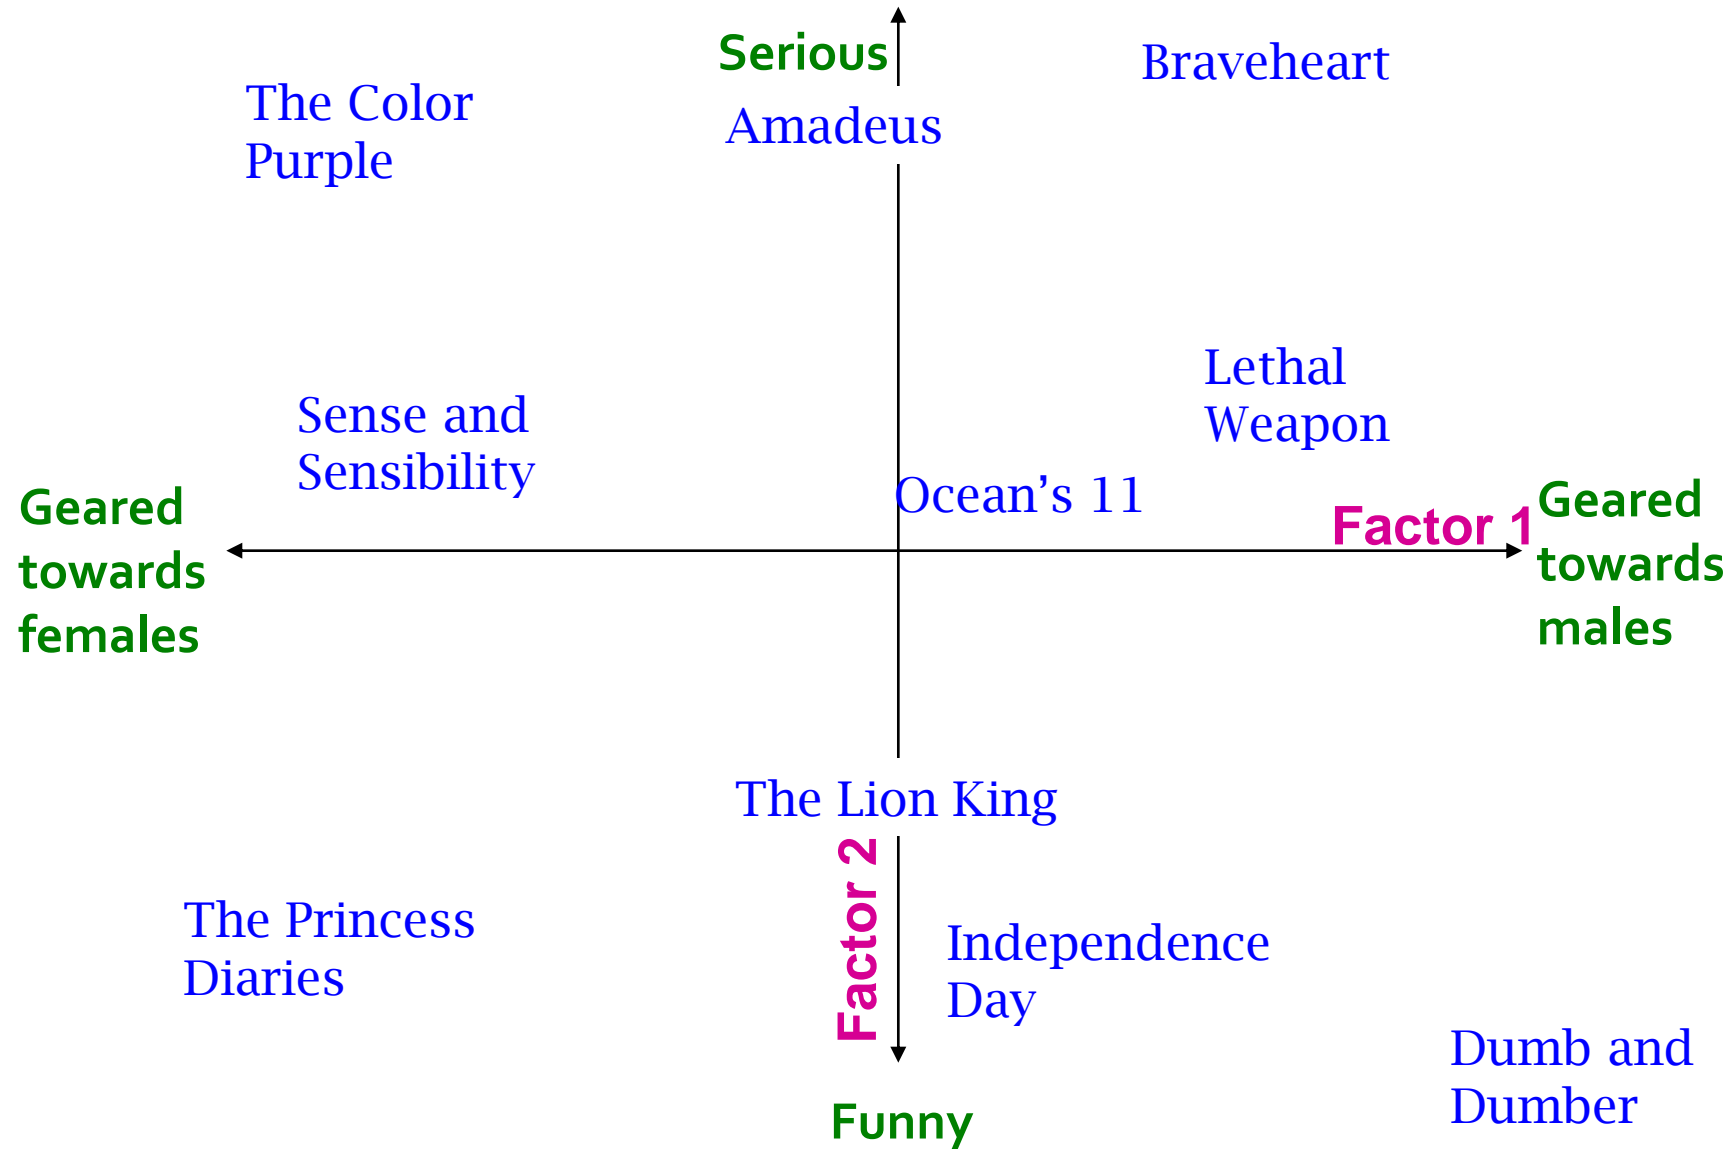 Serious
Braveheart
The Color
Purple
Amadeus
Lethal
Weapon
Sense and
Sensibility
Ocean’s 11
Geared
towards
females
Factor 1
Geared
towards
males
The Lion King
Factor 2
The Princess
Diaries
Independence
Day
Dumb and
Dumber
Funny